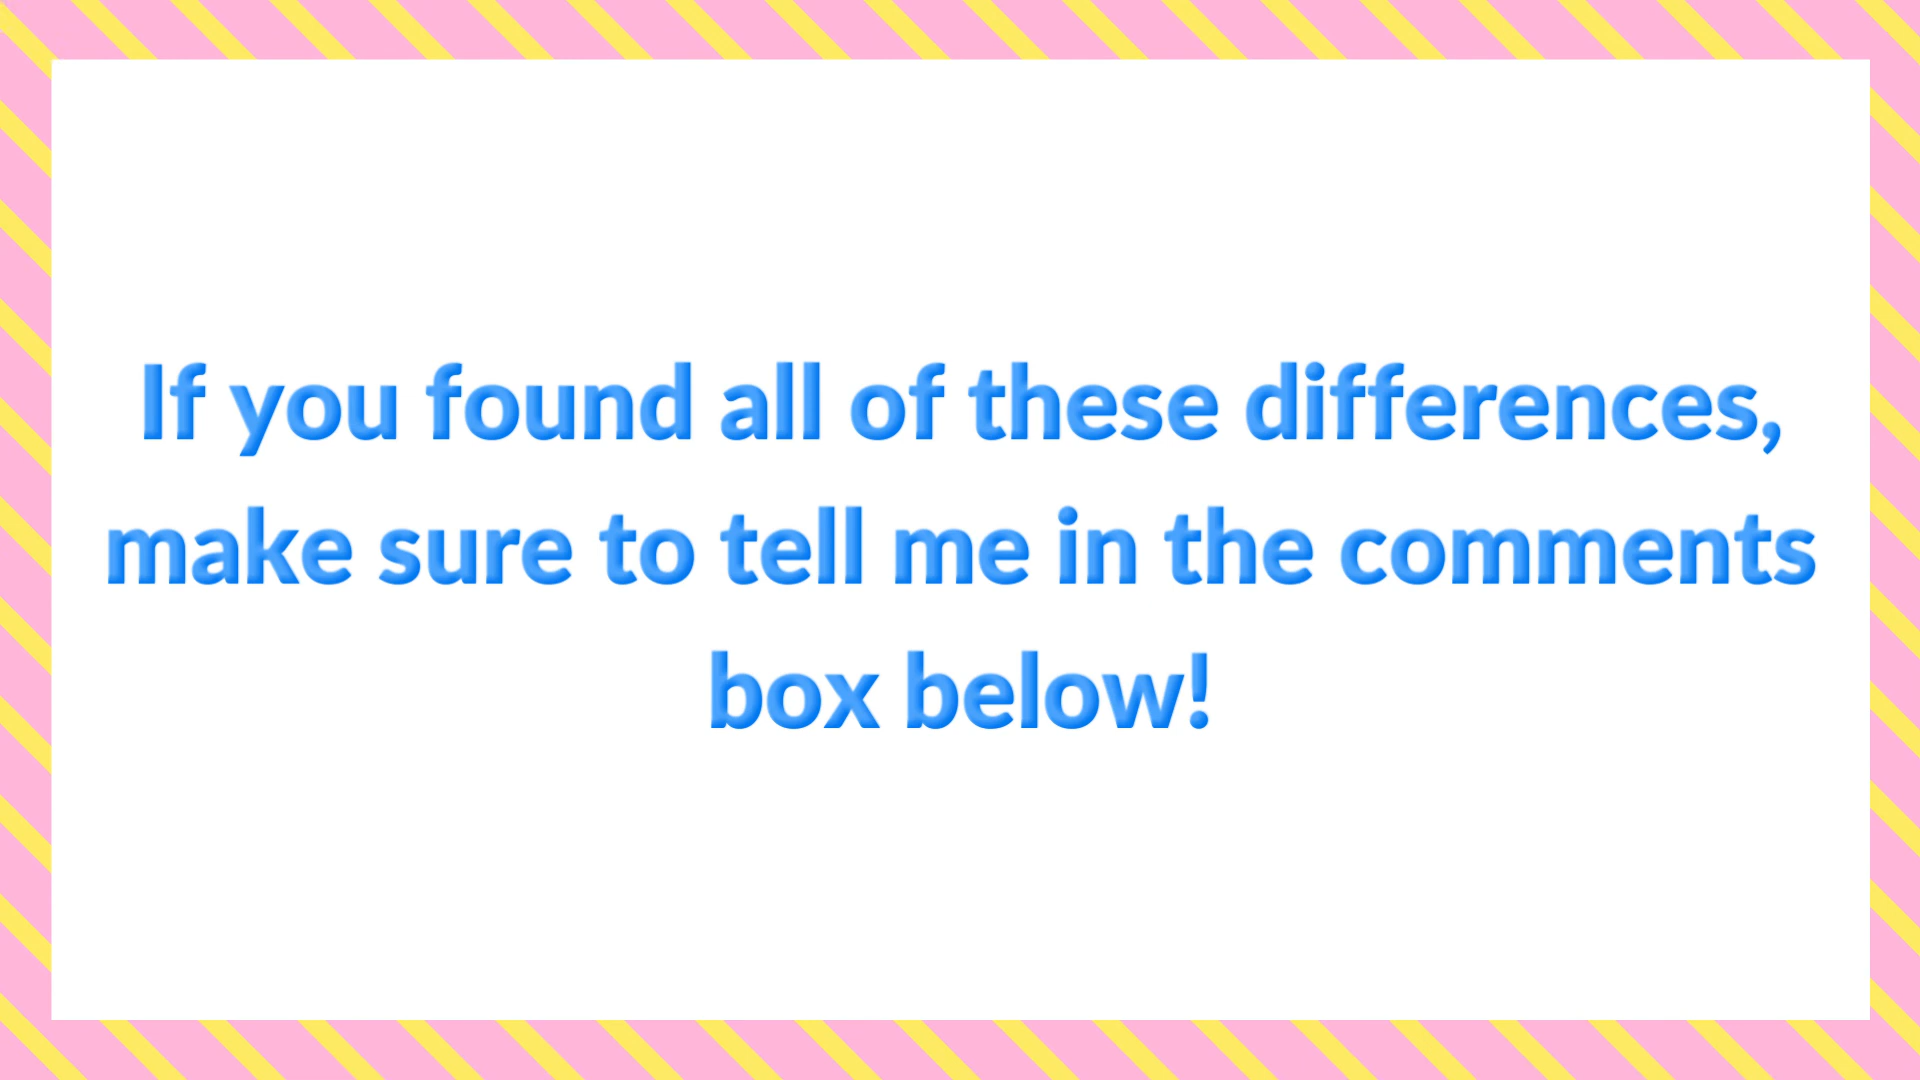 If you found all of these differences,
make sure to tell me in the comments
box below!